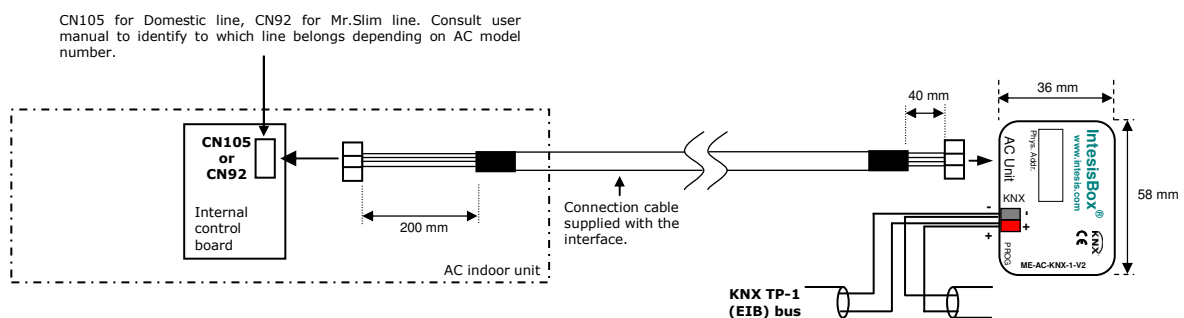 CN105 for Domestic line, CN92 for Mr.Slim line. Consult user
manual to identify to which line belongs depending on AC model
number.
36 mm
40 mm
CN105
or
CN92
Internal
control
board
200 mm
Connection cable
supplied with the
interface.
AC indoor unit
AC Unit
Phys. Addr.
IntesisBox®
www.intesis.com
58 mm
KNX
-
-
+
+
PROG
CE
KNX
ME-AC-KNX-1-V2
KNX TP-1
(EIB) bus